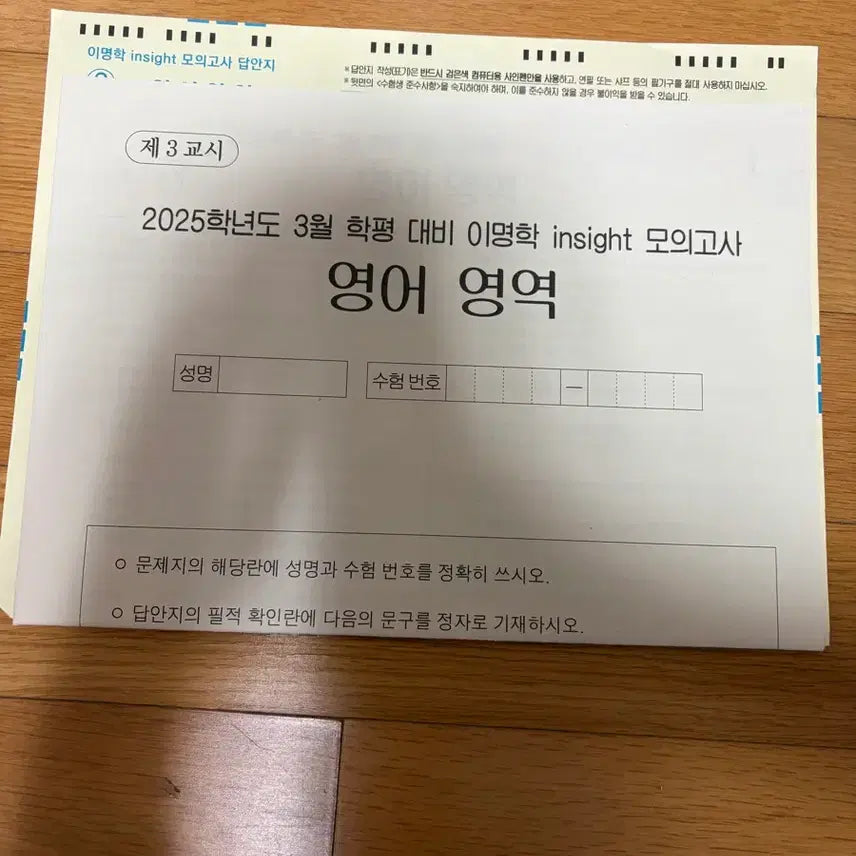 이명학 insight 모의고사 답안지
※답안지 작성(표기)은 반드시 검은색 컴퓨터용 사인펜만을 사용하고, 연필 또는 샤프 등의 필기구를 절대 사용하지 마십시오.
※뒷면의 <수험생 준수사항>을 숙지하여야 하며, 이를 준수하지 않을 경우 불이익을 받을 수 있습니다.
제 3 교시
2025학년도 3월 학평 대비 이명학 insight 모의고사
영어 영역
성명
수험 번호 –
○ 문제지의 해당란에 성명과 수험 번호를 정확히 쓰시오.
○ 답안지의 필적 확인란에 다음의 문구를 정자로 기재하시오.